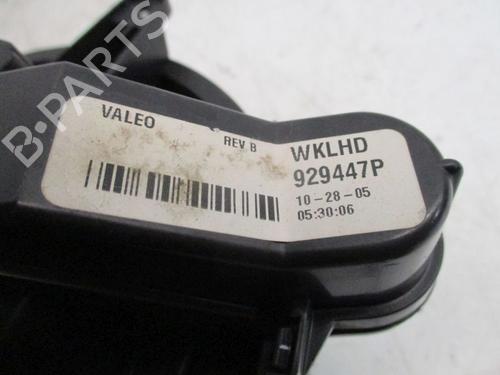 B-PARTS
VALEO
REV B
WKLHD
929447P
10-28-05
05:30:06